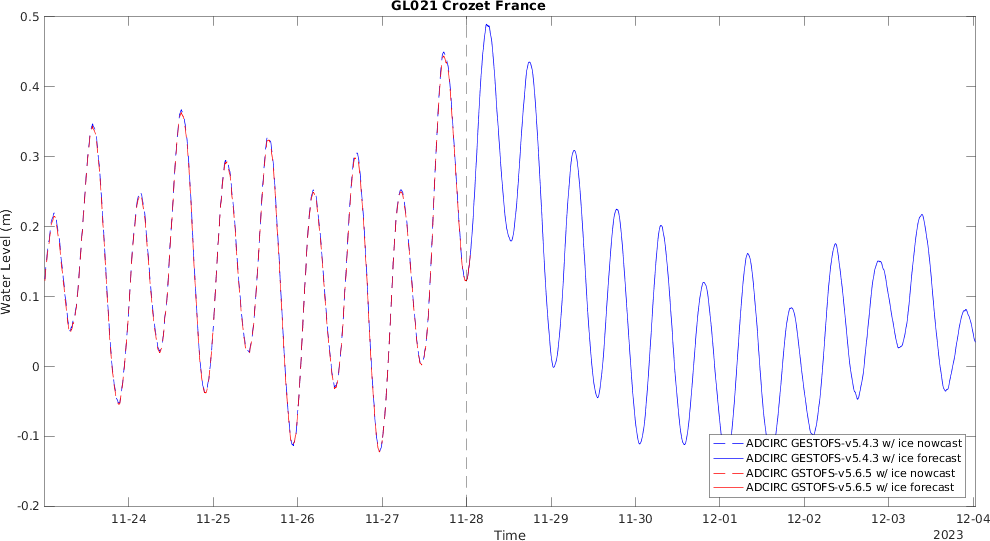 GL021 Crozet France
0.5
0.4
0.3
0.2
0.1
0
-0.1
-0.2
Water Level (m)
ADCIRC GESTOFS-v5.4.3 w/ ice nowcast
ADCIRC GESTOFS-v5.4.3 w/ ice forecast
ADCIRC GSTOFS-v5.6.5 w/ ice nowcast
ADCIRC GSTOFS-v5.6.5 w/ ice forecast
11-24 11-25 11-26 11-27 11-28 11-29 11-30 12-01 12-02 12-03 12-04
Time
2023